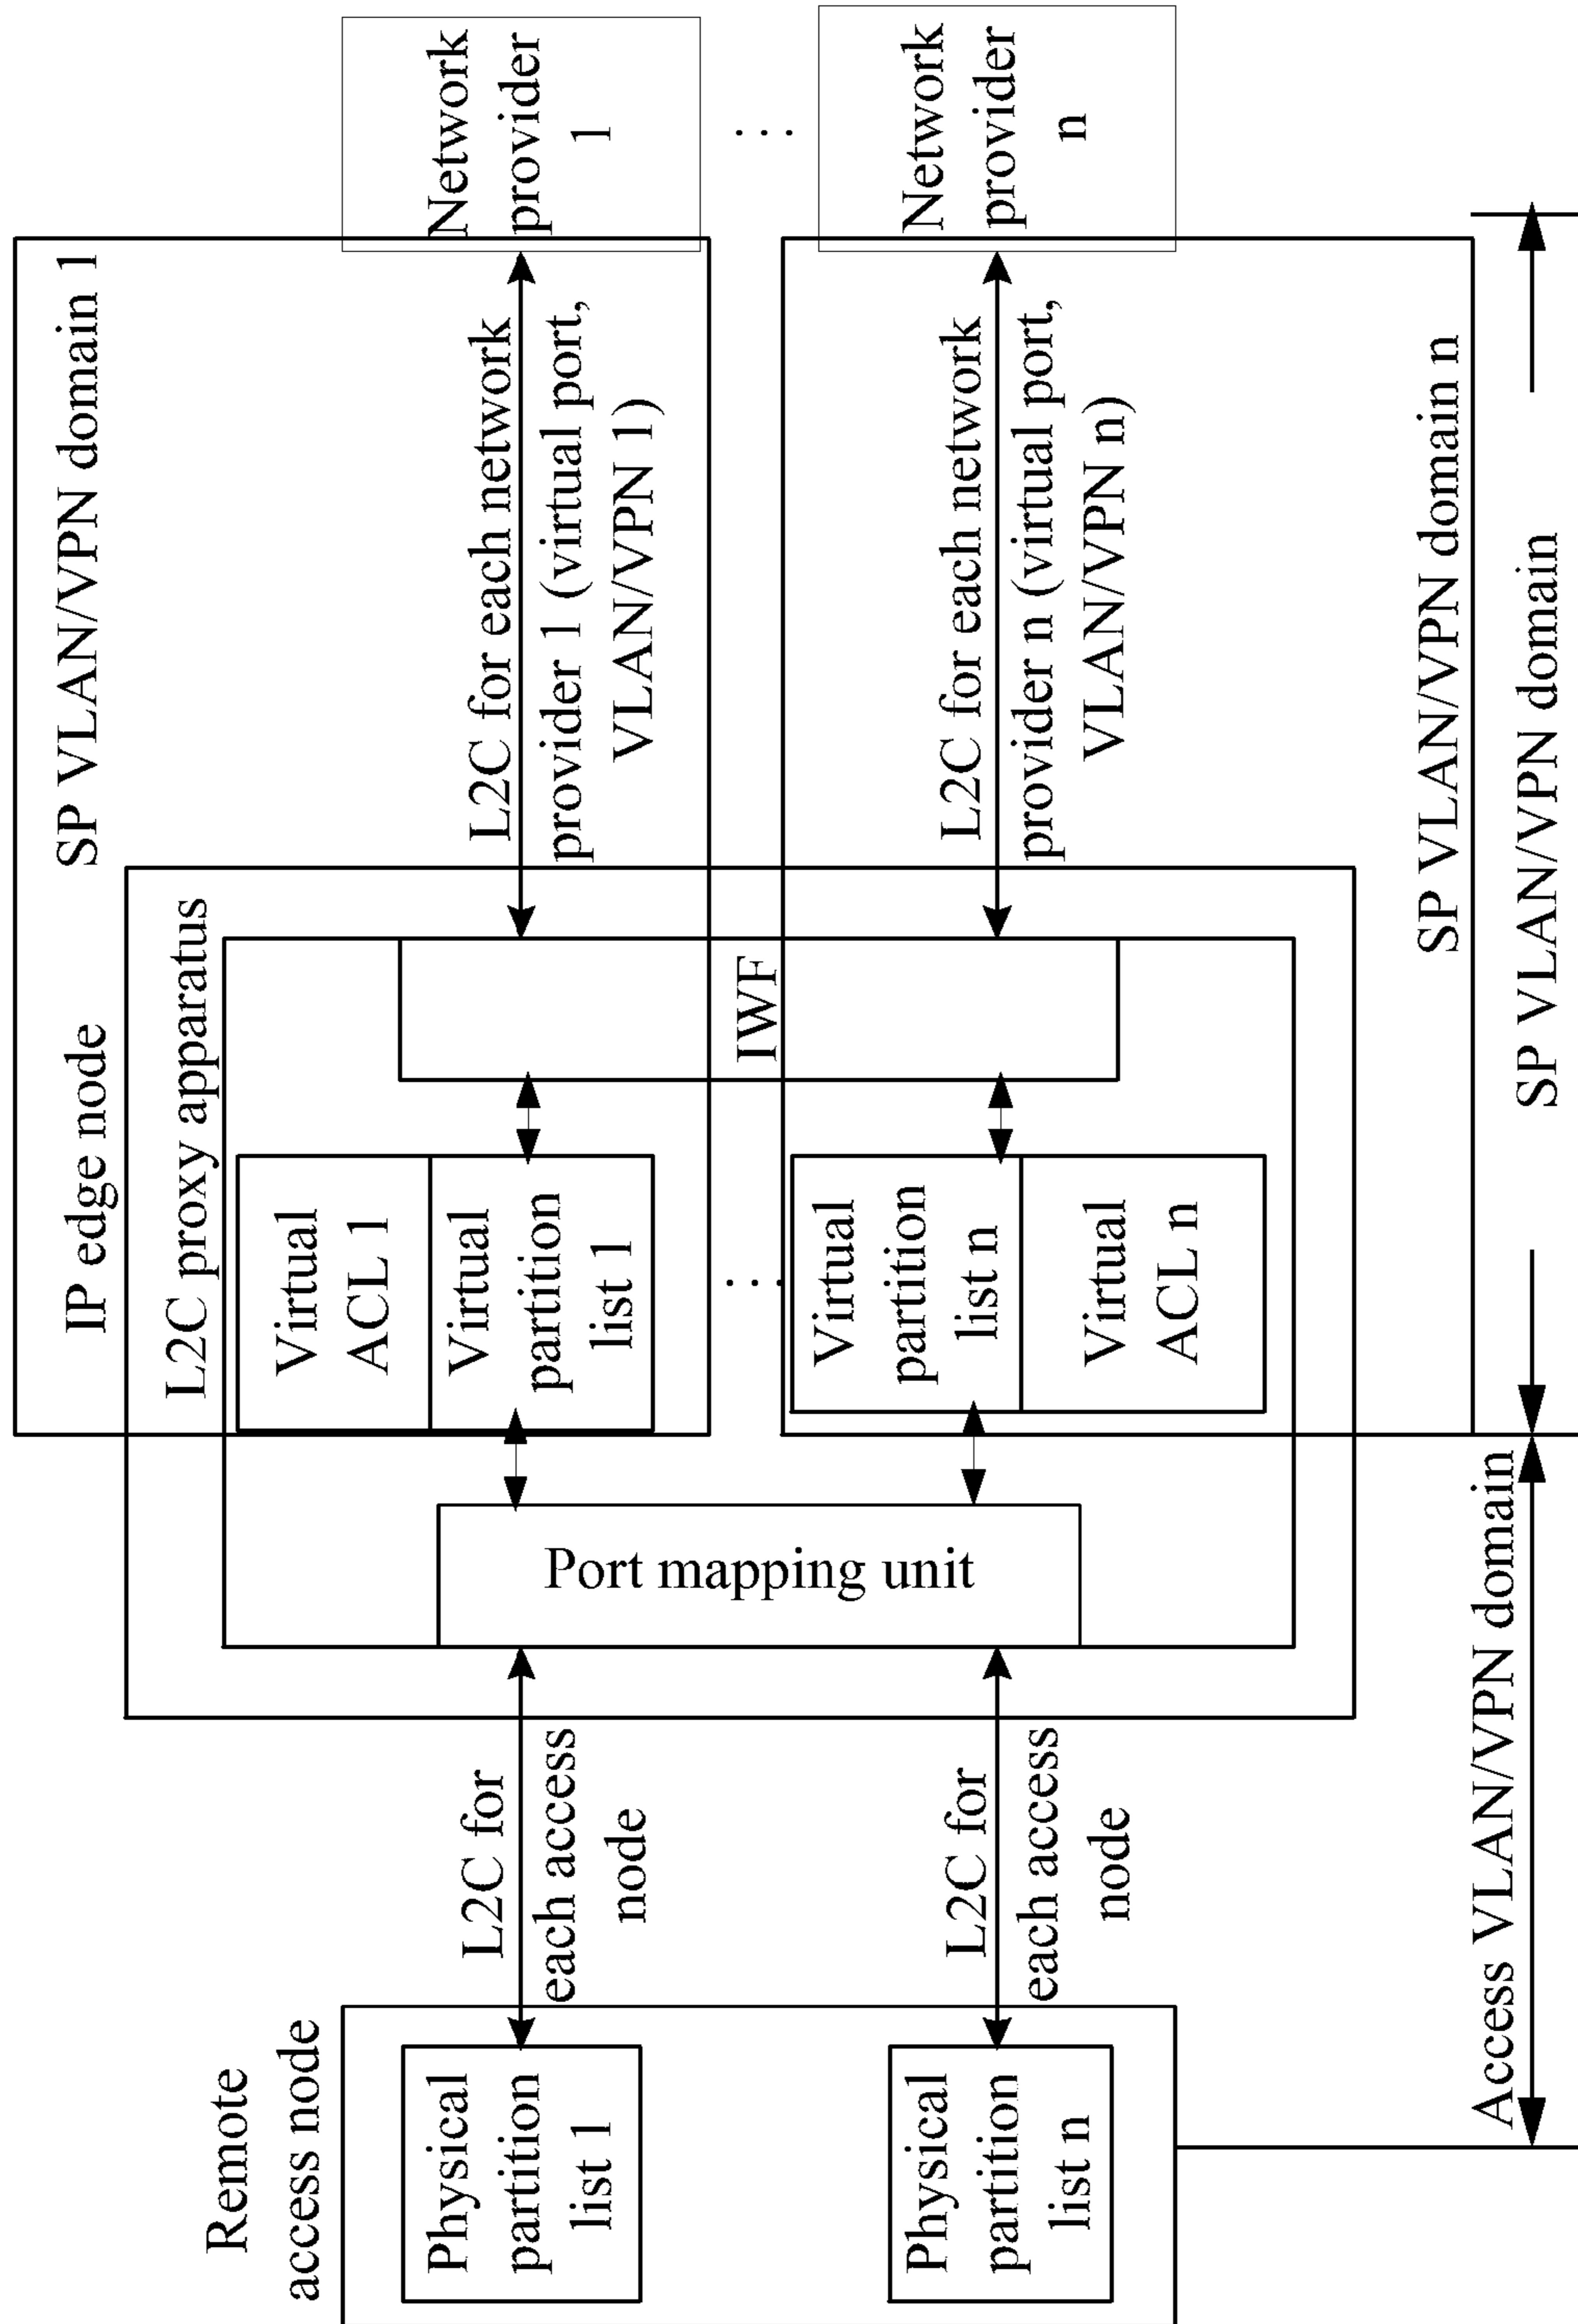 Remote
access node
Physical
partition
list 1
Physical
partition
list n
L2C for
each access
node
L2C for
each access
node
IP edge node
L2C proxy apparatus
Port mapping unit
Virtual
ACL 1
Virtual
partition
list 1
...
Virtual
partition
list n
Virtual
ACL n
IWF
SP VLAN/VPN domain 1
L2C for each network
provider 1 (virtual port,
VLAN/VPN 1)
L2C for each network
provider n (virtual port,
VLAN/VPN n)
SP VLAN/VPN domain n
Network
provider
1
...
Network
provider
n
Access VLAN/VPN domain
SP VLAN/VPN domain